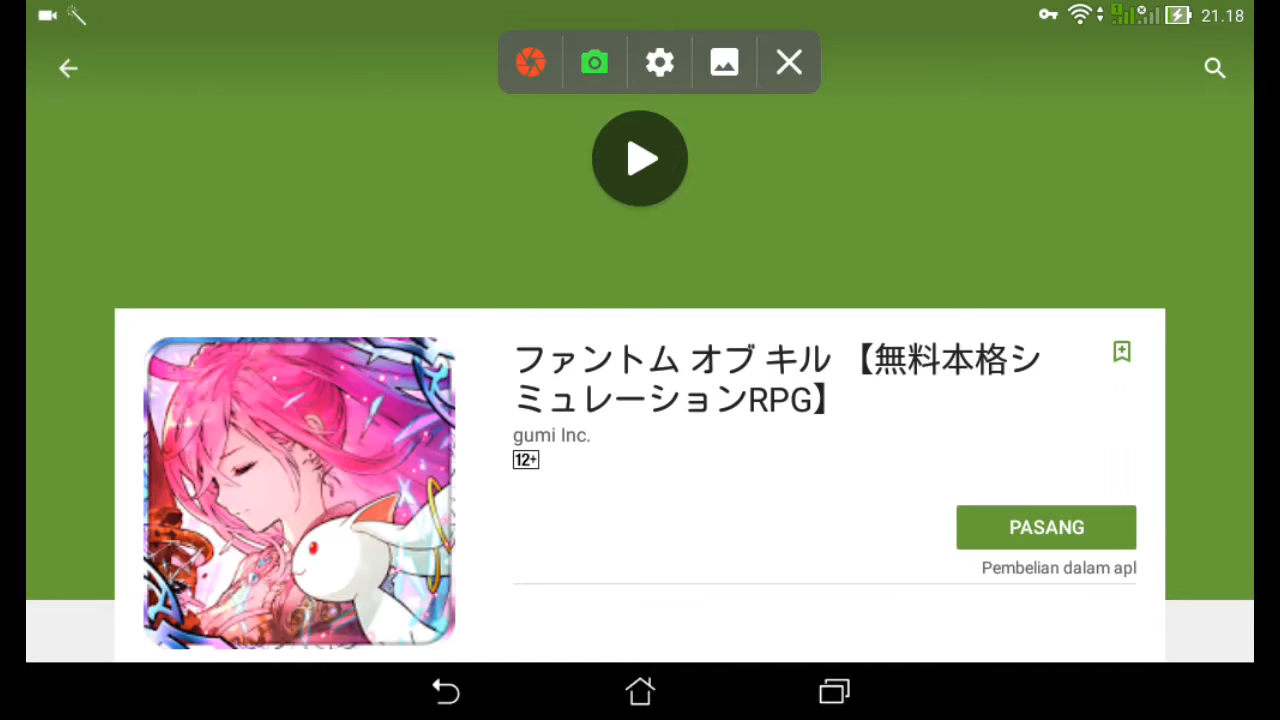 21.18
ファントム オブ キル 【無料本格シ
ミュレーションRPG】
gumi Inc.
12+
PASANG
Pembelian dalam apl